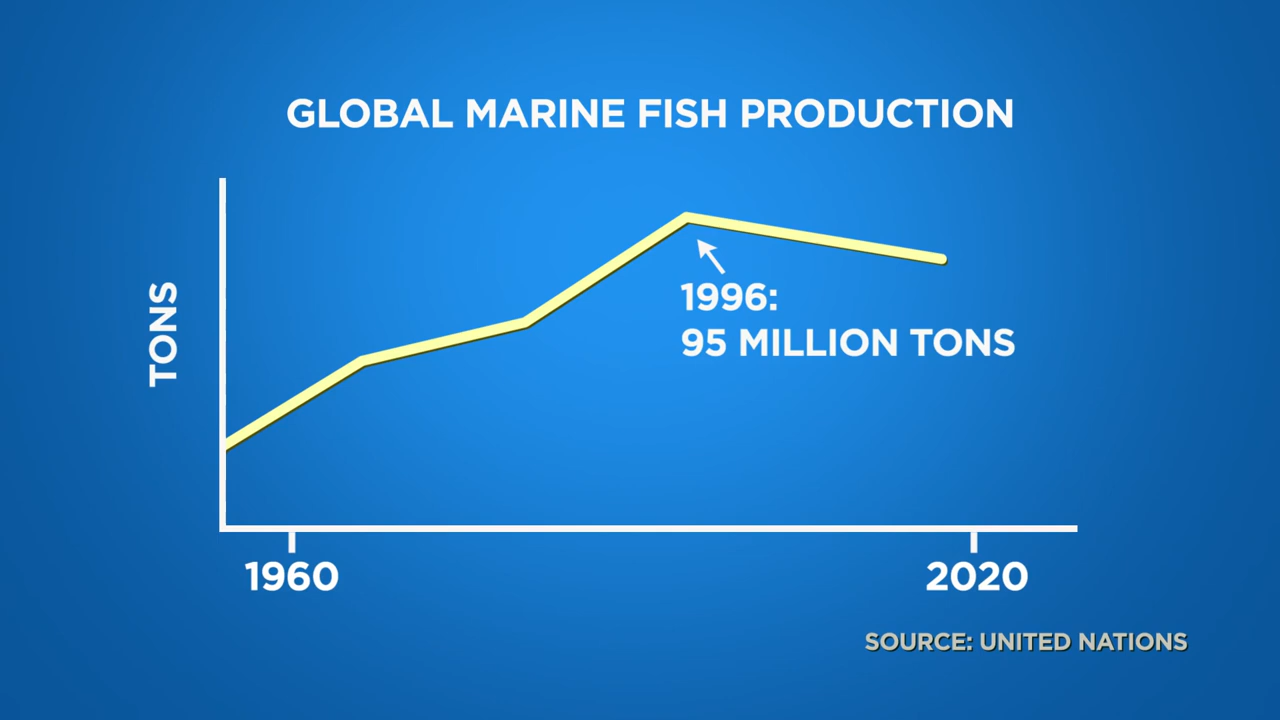 GLOBAL MARINE FISH PRODUCTION
TONS
1996:
95 MILLION TONS
1960
2020
SOURCE: UNITED NATIONS